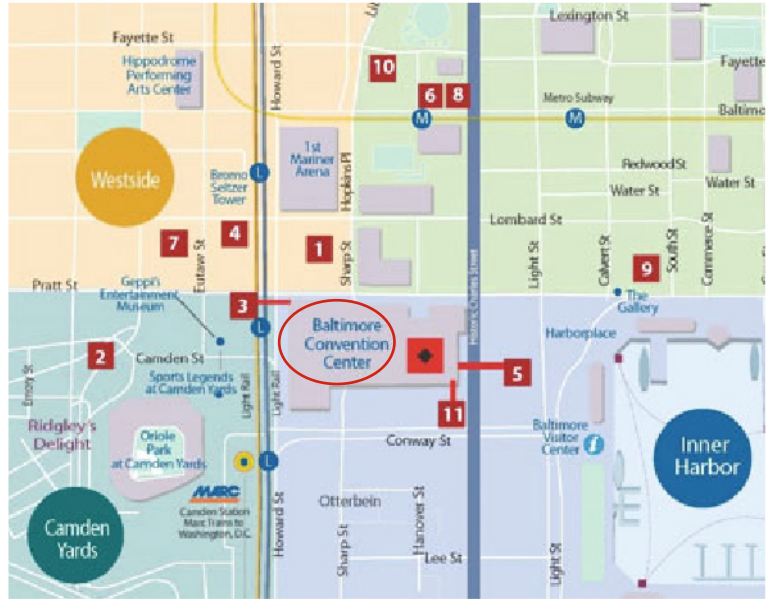 Lexington St
Fayette St
Hippodrome
Performing
Arts Center
Howard St
10
Fayette
6
8
Metro Subway
Baltimo
M
M
1st
Mariner
Arena
Hopkins Pl
Westside
Bromo
Seltzer
Tower
L
Redwood St
Water St
Water St
Lombard St
4
7
1
Eutaw St
Sharp St
Historic Charles Street
Light St
Calvert St
South St
Commerce St
9
Pratt St
Geppi's
Entertainment
Museum
3
L
The
Gallery
Harborplace
Baltimore
Convention
Center
2
Camden St
5
Emory St
Sports Legends
at Camden Yards
Light Rail
Light Rail
11
Ridgley's
Delight
Oriole
Park
at Camden Yards
Conway St
Baltimore
Visitor
Center
i
Inner
Harbor
L
MARC
Camden Station
Marc Trains to
Washington, D.C.
Otterbein
Camden
Yards
Howard St
Sharp St
Hanover St
Lee St
Light St